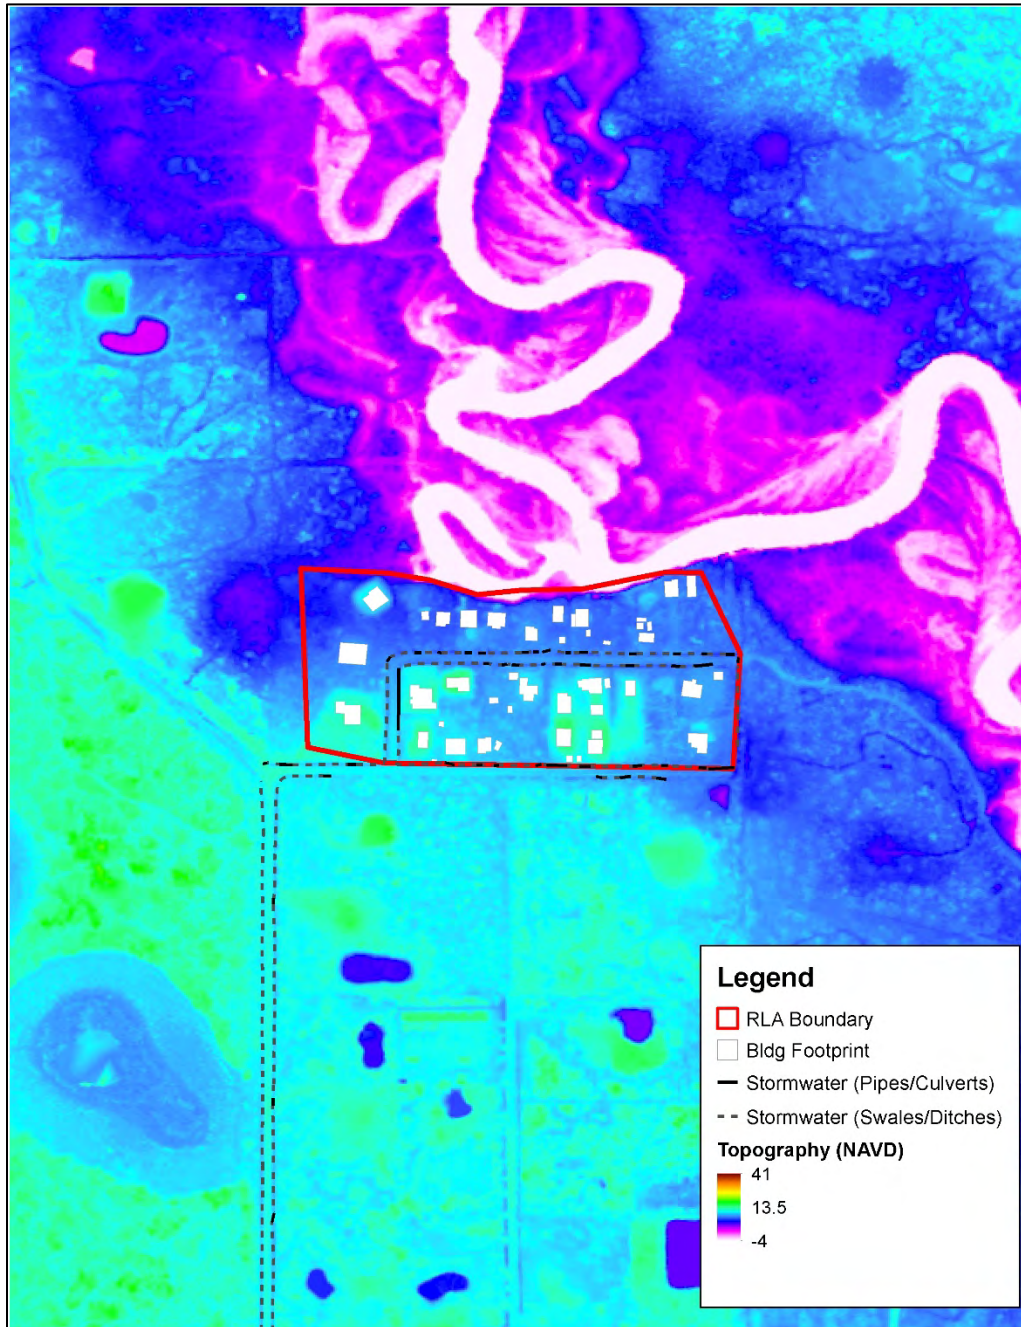 Legend
RLA Boundary
Bldg Footprint
Stormwater (Pipes/Culverts)
Stormwater (Swales/Ditches)
Topography (NAVD)
41
13.5
-4